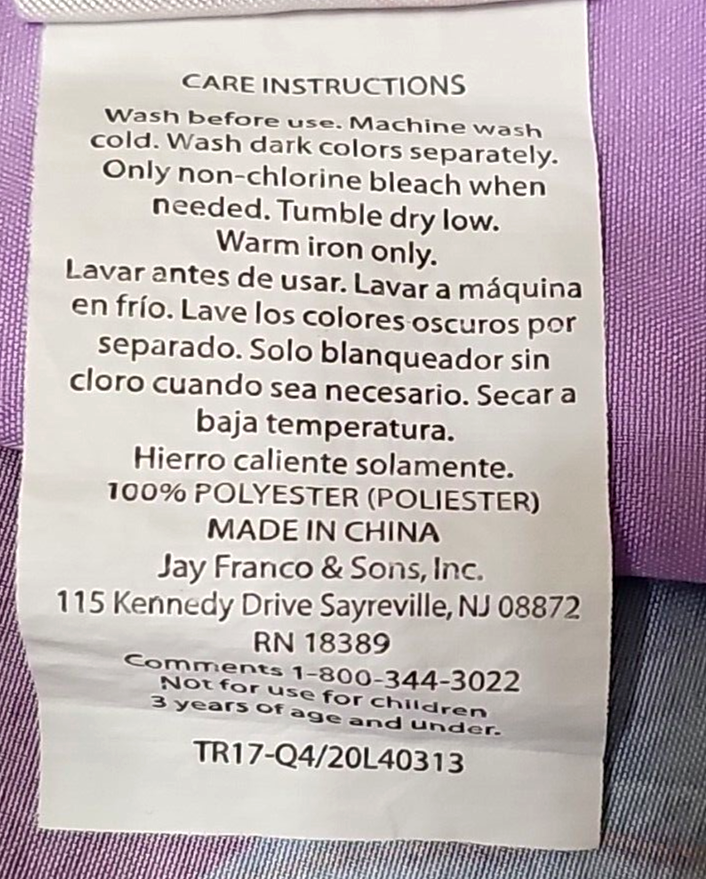 CARE INSTRUCTIONS
Wash before use. Machine wash
cold. Wash dark colors separately.
Only non-chlorine bleach when
needed. Tumble dry low.
Warm iron only.
Lavar antes de usar. Lavar a máquina
en frío. Lave los colores oscuros por
separado. Solo blanqueador sin
cloro cuando sea necesario. Secar a
baja temperatura.
Hierro caliente solamente.
100% POLYESTER (POLIESTER)
MADE IN CHINA
Jay Franco & Sons, Inc.
115 Kennedy Drive Sayreville, NJ 08872
RN 18389
Comments 1-800-344-3022
Not for use for children
3 years of age and under.
TR17-Q4/20L40313